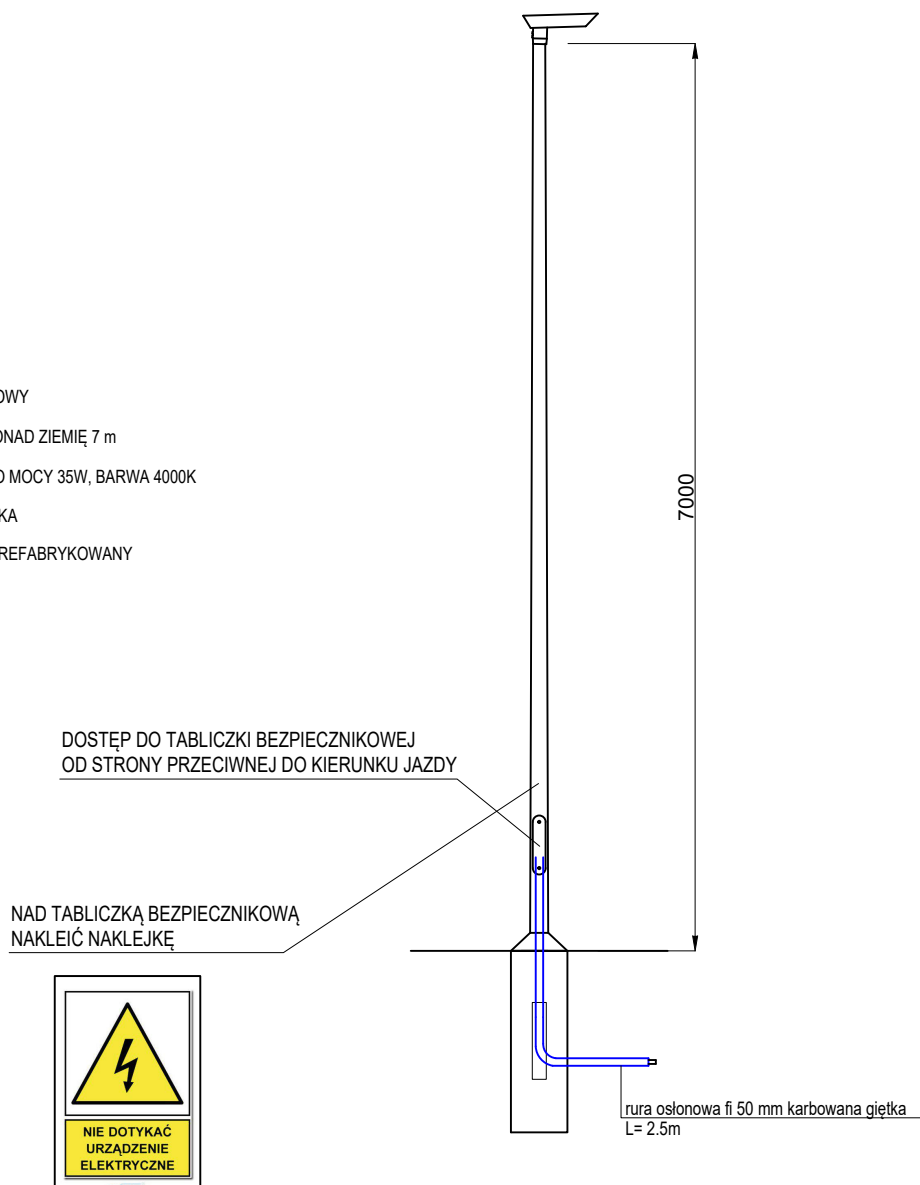 OWY
ONAD ZIEMIĘ 7 m
O MOCY 35W, BARWA 4000K
KA
REFABRYKOWANY
7000
DOSTĘP DO TABLICZKI BEZPIECZNIKOWEJ
OD STRONY PRZECIWNEJ DO KIERUNKU JAZDY
NAD TABLICZKĄ BEZPIECZNIKOWĄ
NAKLEIĆ NAKLEJKĘ
NIE DOTYKAĆ
URZĄDZENIE
ELEKTRYCZNE
rura osłonowa fi 50 mm karbowana giętka
L= 2.5m